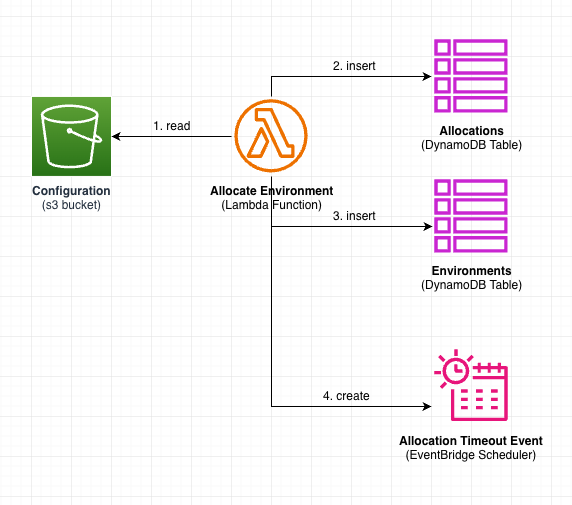 2. insert
Allocations
(DynamoDB Table)
1. read
Configuration
(s3 bucket)
Allocate Environment
(Lambda Function)
3. insert
Environments
(DynamoDB Table)
4. create
Allocation Timeout Event
(EventBridge Scheduler)